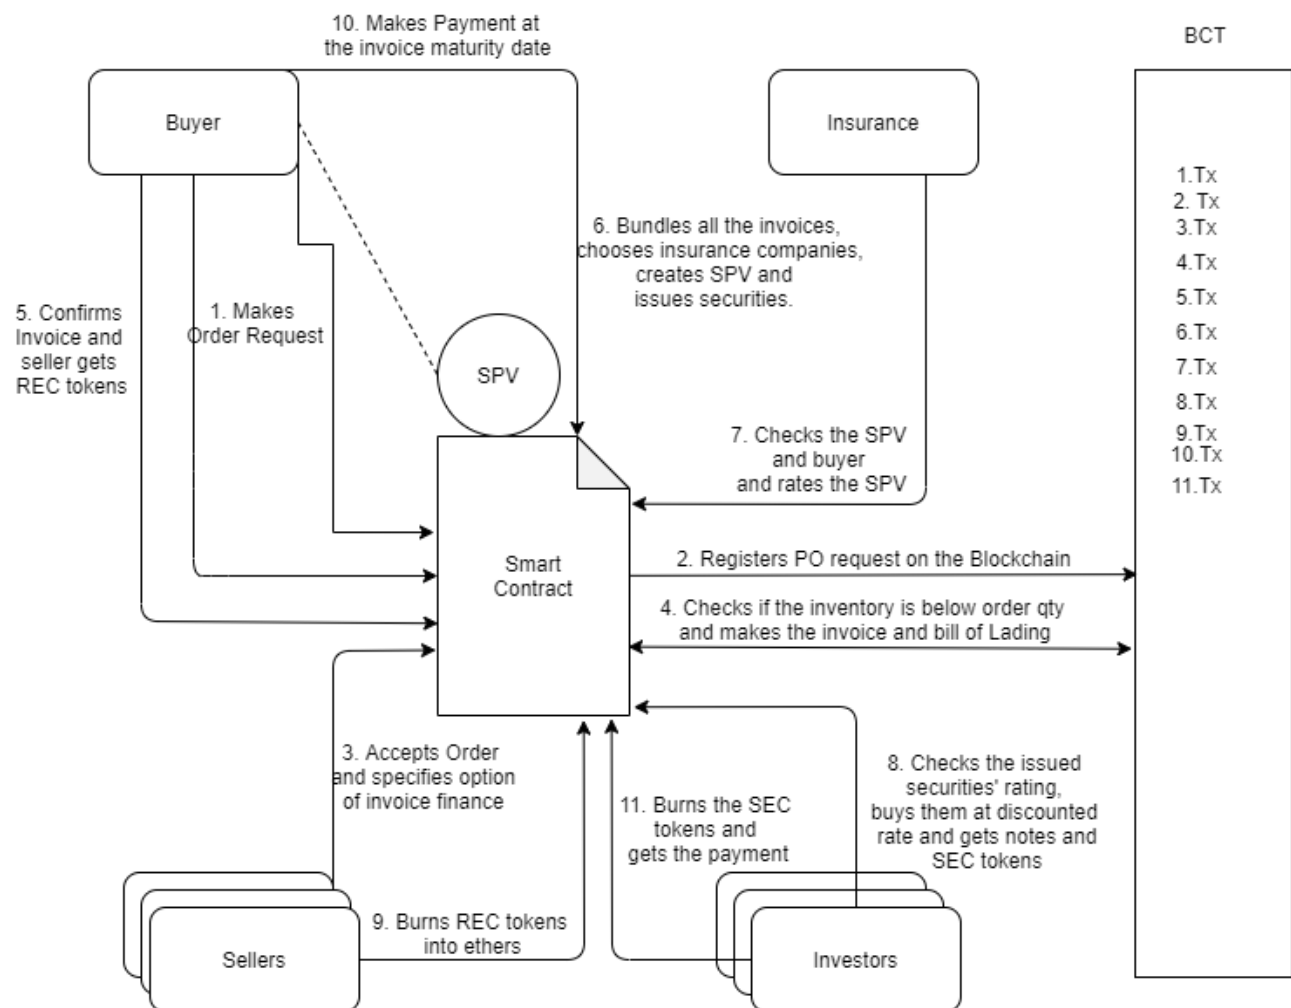 10. Makes Payment at
the invoice maturity date
BCT
Buyer
Insurance
1.Tx
2. Tx
3.Tx
4.Tx
5.Tx
6.Tx
7.Tx
8.Tx
9.Tx
10.Tx
11.Tx
6. Bundles all the invoices,
chooses insurance companies,
creates SPV and
issues securities.
5. Confirms
Invoice and
seller gets
REC tokens
1. Makes
Order Request
SPV
7. Checks the SPV
and buyer
and rates the SPV
Smart
Contract
2. Registers PO request on the Blockchain
4. Checks if the inventory is below order qty
and makes the invoice and bill of Lading
3. Accepts Order
and specifies option
of invoice finance
11. Burns the SEC
tokens and
gets the payment
8. Checks the issued
securities' rating,
buys them at discounted
rate and gets notes and
SEC tokens
9. Burns REC tokens
into ethers
Sellers
Investors